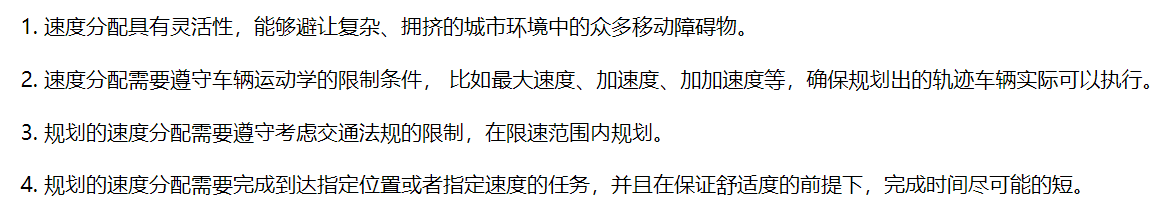 1. 速度分配具有灵活性，能够避让复杂、拥挤的城市环境中的众多移动障碍物。
2. 速度分配需要遵守车辆运动学的限制条件， 比如最大速度、加速度、加加速度等，确保规划出的轨迹车辆实际可以执行。
3. 规划的速度分配需要遵守考虑交通法规的限制，在限速范围内规划。
4. 规划的速度分配需要完成到达指定位置或者指定速度的任务，并且在保证舒适度的前提下，完成时间尽可能的短。